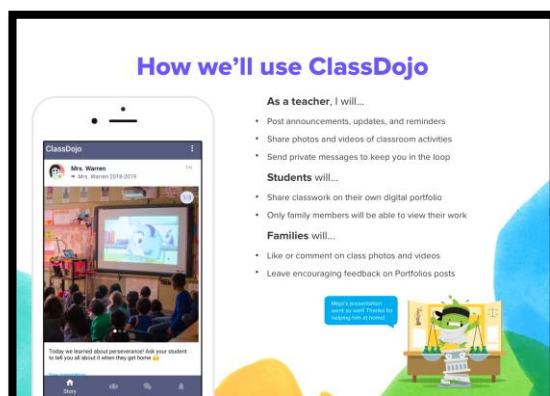 How we'll use ClassDojo
As a teacher, I will...
• Post announcements, updates, and reminders
• Share photos and videos of classroom activities
• Send private messages to keep you in the loop
Students will...
• Share classwork on their own digital portfolio
• Only family members will be able to view their work
Families will...
• Like or comment on class photos and videos
• Leave encouraging feedback on Portfolios posts
ClassDojo
Mrs. Warren
Mrs. Warren 2018-2019
1/3
Today we learned about perseverance! Ask your student
to tell you all about it when they get home
Story
Mojo's presentation
went so well! Thanks for
helping him at home!